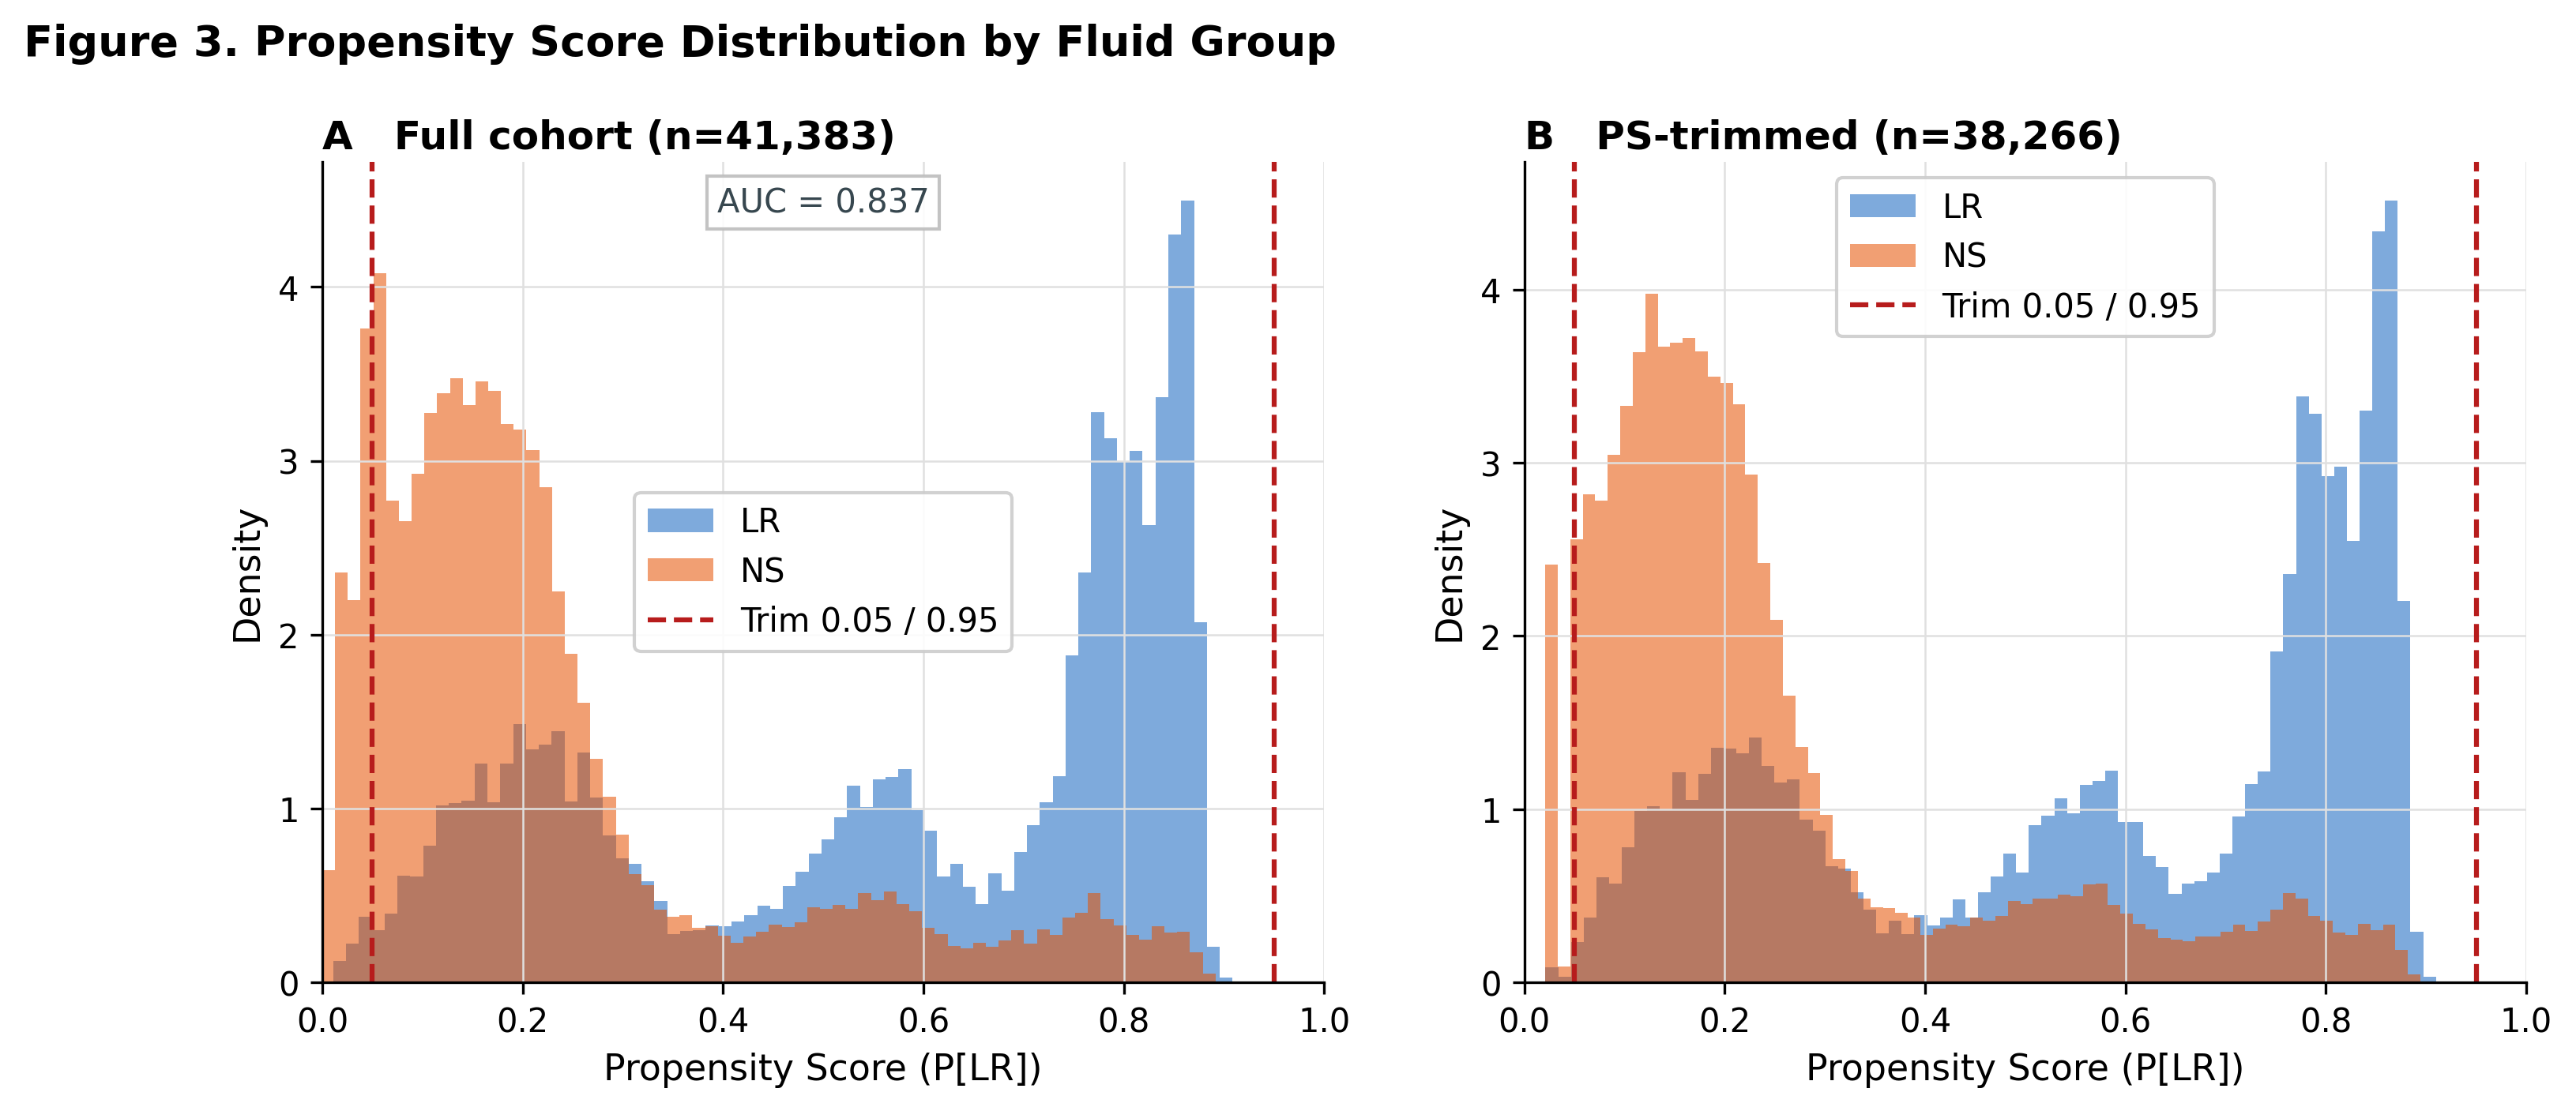 Figure 3. Propensity Score Distribution by Fluid Group
A Full cohort (n=41,383)
AUC = 0.837
LR
NS
Trim 0.05 / 0.95
Density
4
3
2
1
0
0.0 0.2 0.4 0.6 0.8 1.0
Propensity Score (P[LR])
B PS-trimmed (n=38,266)
LR
NS
Trim 0.05 / 0.95
Density
4
3
2
1
0
0.0 0.2 0.4 0.6 0.8 1.0
Propensity Score (P[LR])